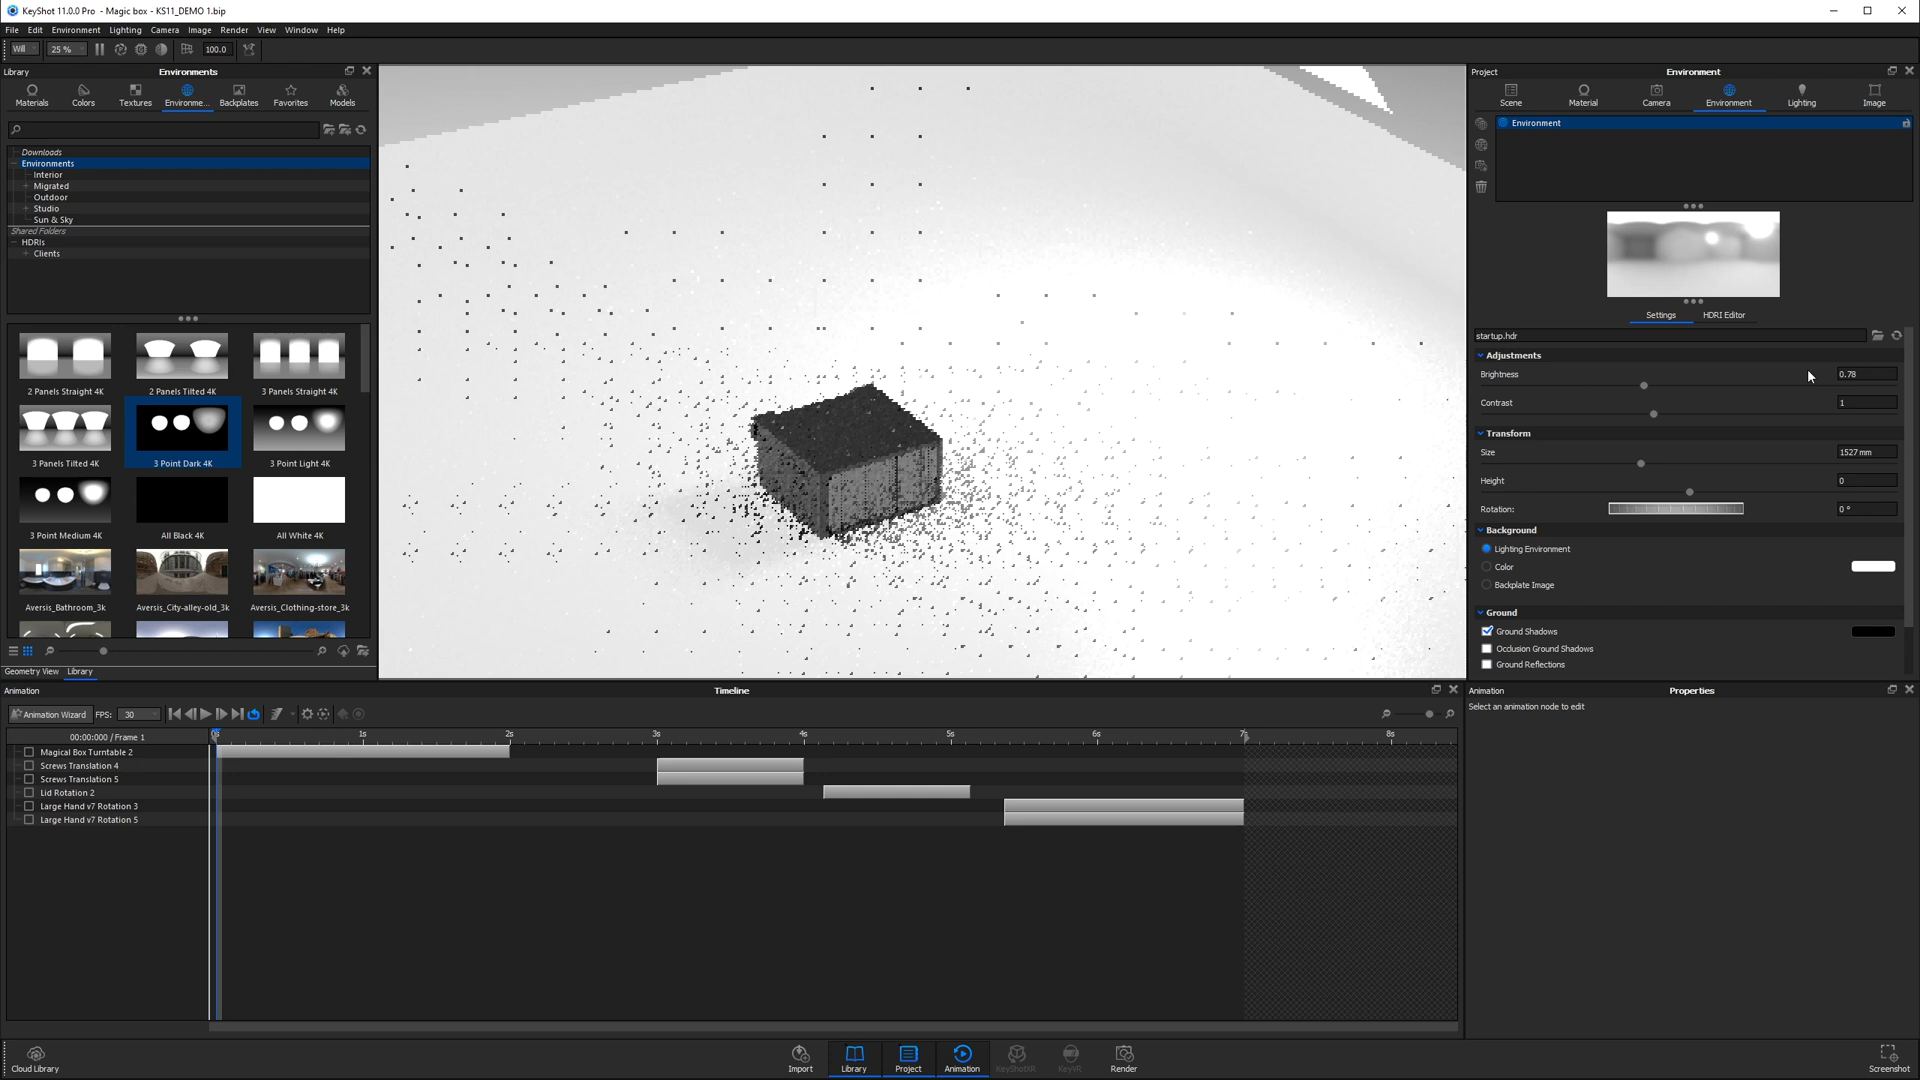 KeyShot 11.0.0 Pro - Magic box - KS11_DEMO 1.bip
File Edit Environment Lighting Camera Image Render View Window Help
Will 25 % 100.0
Library Environments
Materials Colors Textures Environme... Backplates Favorites Models
Downloads
Environments
Interior
Migrated
Outdoor
Studio
Sun & Sky
Shared Folders
HDRIs
Clients
2 Panels Straight 4K 2 Panels Tilted 4K 3 Panels Straight 4K
3 Panels Tilted 4K 3 Point Dark 4K 3 Point Light 4K
3 Point Medium 4K All Black 4K All White 4K
Aversis_Bathroom_3k Aversis_City-alley-old_3k Aversis_Clothing-store_3k
Geometry View Library
Project Environment
Scene Material Camera Environment Lighting Image
Environment
Settings HDRI Editor
startup.hdr
Adjustments
Brightness 0.78
Contrast 1
Transform
Size 1527 mm
Height 0
Rotation: 0 °
Background
Lighting Environment
Color
Backplate Image
Ground
Ground Shadows
Occlusion Ground Shadows
Ground Reflections
Animation Timeline
Animation Wizard FPS: 30
00:00:000 / Frame 1 0s 1s 2s 3s 4s 5s 6s 7s 8s
Magical Box Turntable 2
Screws Translation 4
Screws Translation 5
Lid Rotation 2
Large Hand v7 Rotation 3
Large Hand v7 Rotation 5
Animation Properties
Select an animation node to edit
Cloud Library Import Library Project Animation KeyShotXR KeyVR Render Screenshot